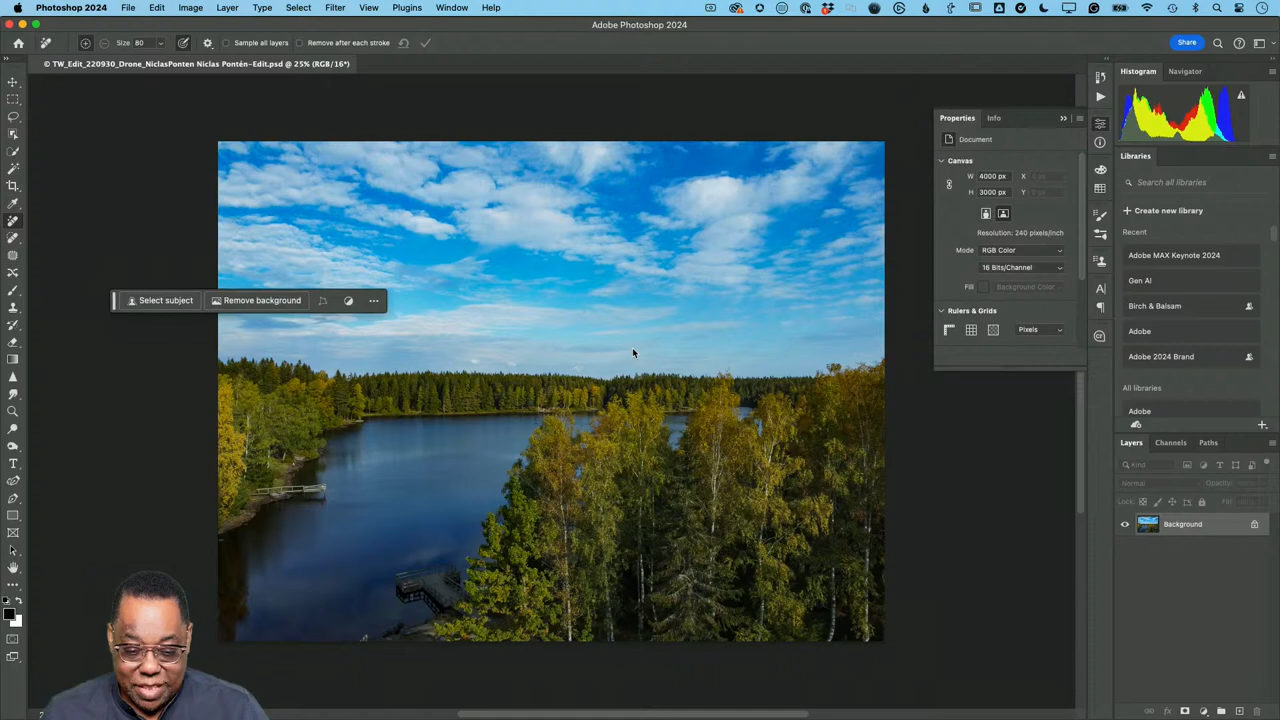 Photoshop 2024 File Edit Image Layer Type Select Filter View Plugins Window Help
Adobe Photoshop 2024
Size 80 Sample all layers Remove after each stroke
Share
© TW_Edit_220930_Drone_NiclasPonten Niclas Pontén-Edit.psd @ 25% (RGB/16*)
Histogram Navigator
Properties Info
Document
Canvas
W 4000 px X 0 px
H 3000 px Y 0 px
Resolution: 240 pixels/inch
Mode RGB Color
16 Bits/Channel
Fill Background Color
Rulers & Grids
Pixels
Select subject Remove background
Libraries
Search all libraries
Create new library
Recent
Adobe MAX Keynote 2024
Gen AI
Birch & Balsam
Adobe
Adobe 2024 Brand
All libraries
Adobe
Layers Channels Paths
Kind
Normal Opacity:
Lock: Fill:
Background